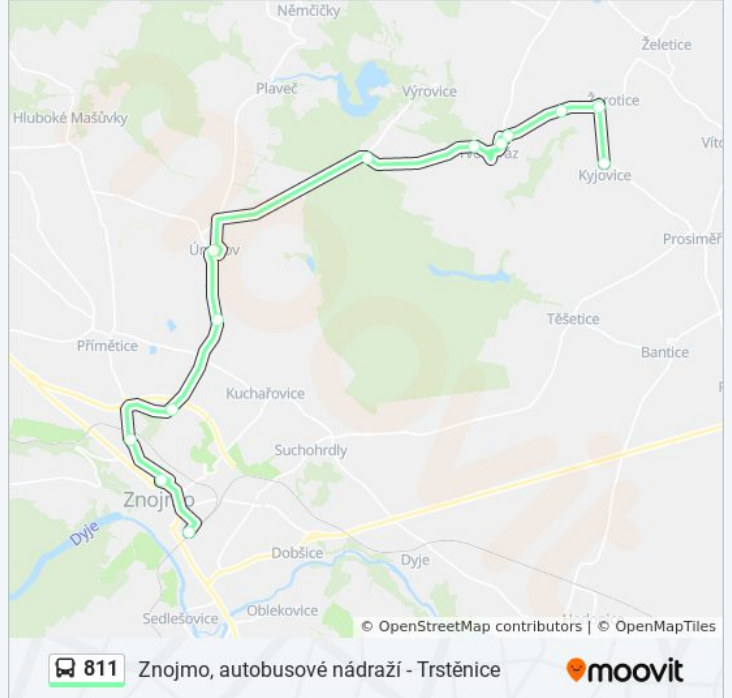 Němčičky
Želetice
Plaveč
Výrovice
Hluboké Mašůvky
Kyjovice
Prosiměř
Těšetice
Přímětice
Bantice
Kuchařovice
Suchohrdly
Znojmo
Dyje
Dobšice
Dyje
Oblekovice
Sedlešovice
© OpenStreetMap contributors | © OpenMapTiles
811 Znojmo, autobusové nádraží - Trstěnice
moovit